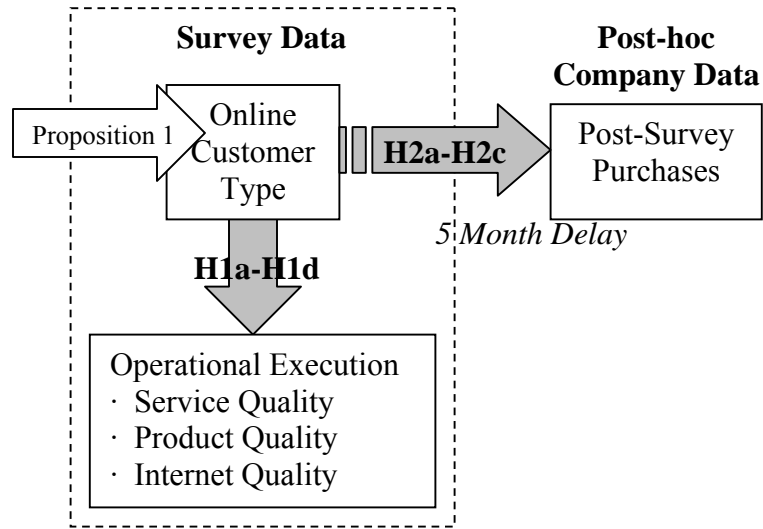 Survey Data
Post-hoc
Company Data
Proposition 1
Online
Customer
Type
H2a-H2c
Post-Survey
Purchases
5 Month Delay
H1a-H1d
Operational Execution
· Service Quality
· Product Quality
· Internet Quality